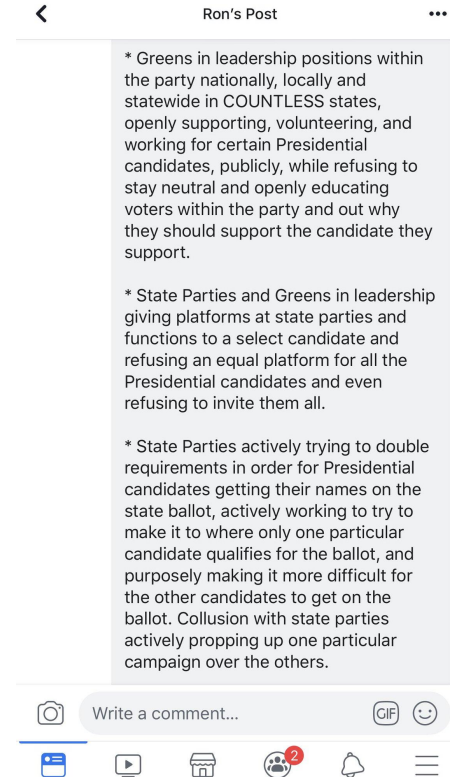 Ron's Post
* Greens in leadership positions within
the party nationally, locally and
statewide in COUNTLESS states,
openly supporting, volunteering, and
working for certain Presidential
candidates, publicly, while refusing to
stay neutral and openly educating
voters within the party and out why
they should support the candidate they
support.
* State Parties and Greens in leadership
giving platforms at state parties and
functions to a select candidate and
refusing an equal platform for all the
Presidential candidates and even
refusing to invite them all.
* State Parties actively trying to double
requirements in order for Presidential
candidates getting their names on the
state ballot, actively working to try to
make it to where only one particular
candidate qualifies for the ballot, and
purposely making it more difficult for
the other candidates to get on the
ballot. Collusion with state parties
actively propping up one particular
campaign over the others.
Write a comment...
GIF
2